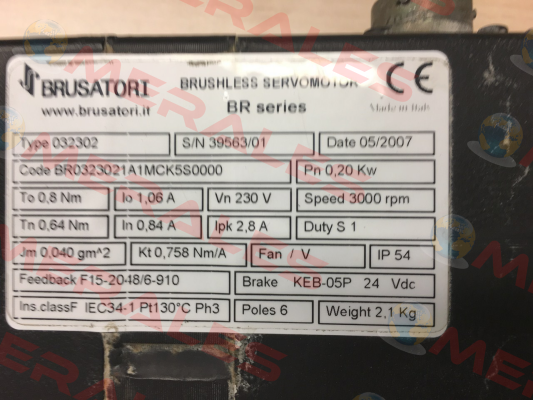 BRUSATORI
www.brusatori.it
BRUSHLESS SERVOMOTOR
BR series
CE
Made in Italy
Type 032302
S/N 39563/01
Date 05/2007
Code BR0323021A1MCK5S0000
Pn 0,20 Kw
To 0,8 Nm
Io 1,06 A
Vn 230 V
Speed 3000 rpm
Tn 0,64 Nm
In 0,84 A
Ipk 2,8 A
Duty S 1
Jm 0,040 gm^2
Kt 0,758 Nm/A
Fan / V
IP 54
Feedback F15-2048/6-910
Brake KEB-05P 24 Vdc
Ins.classF IEC34-1 Pt130°C Ph3
Poles 6
Weight 2,1 Kg
MERALES